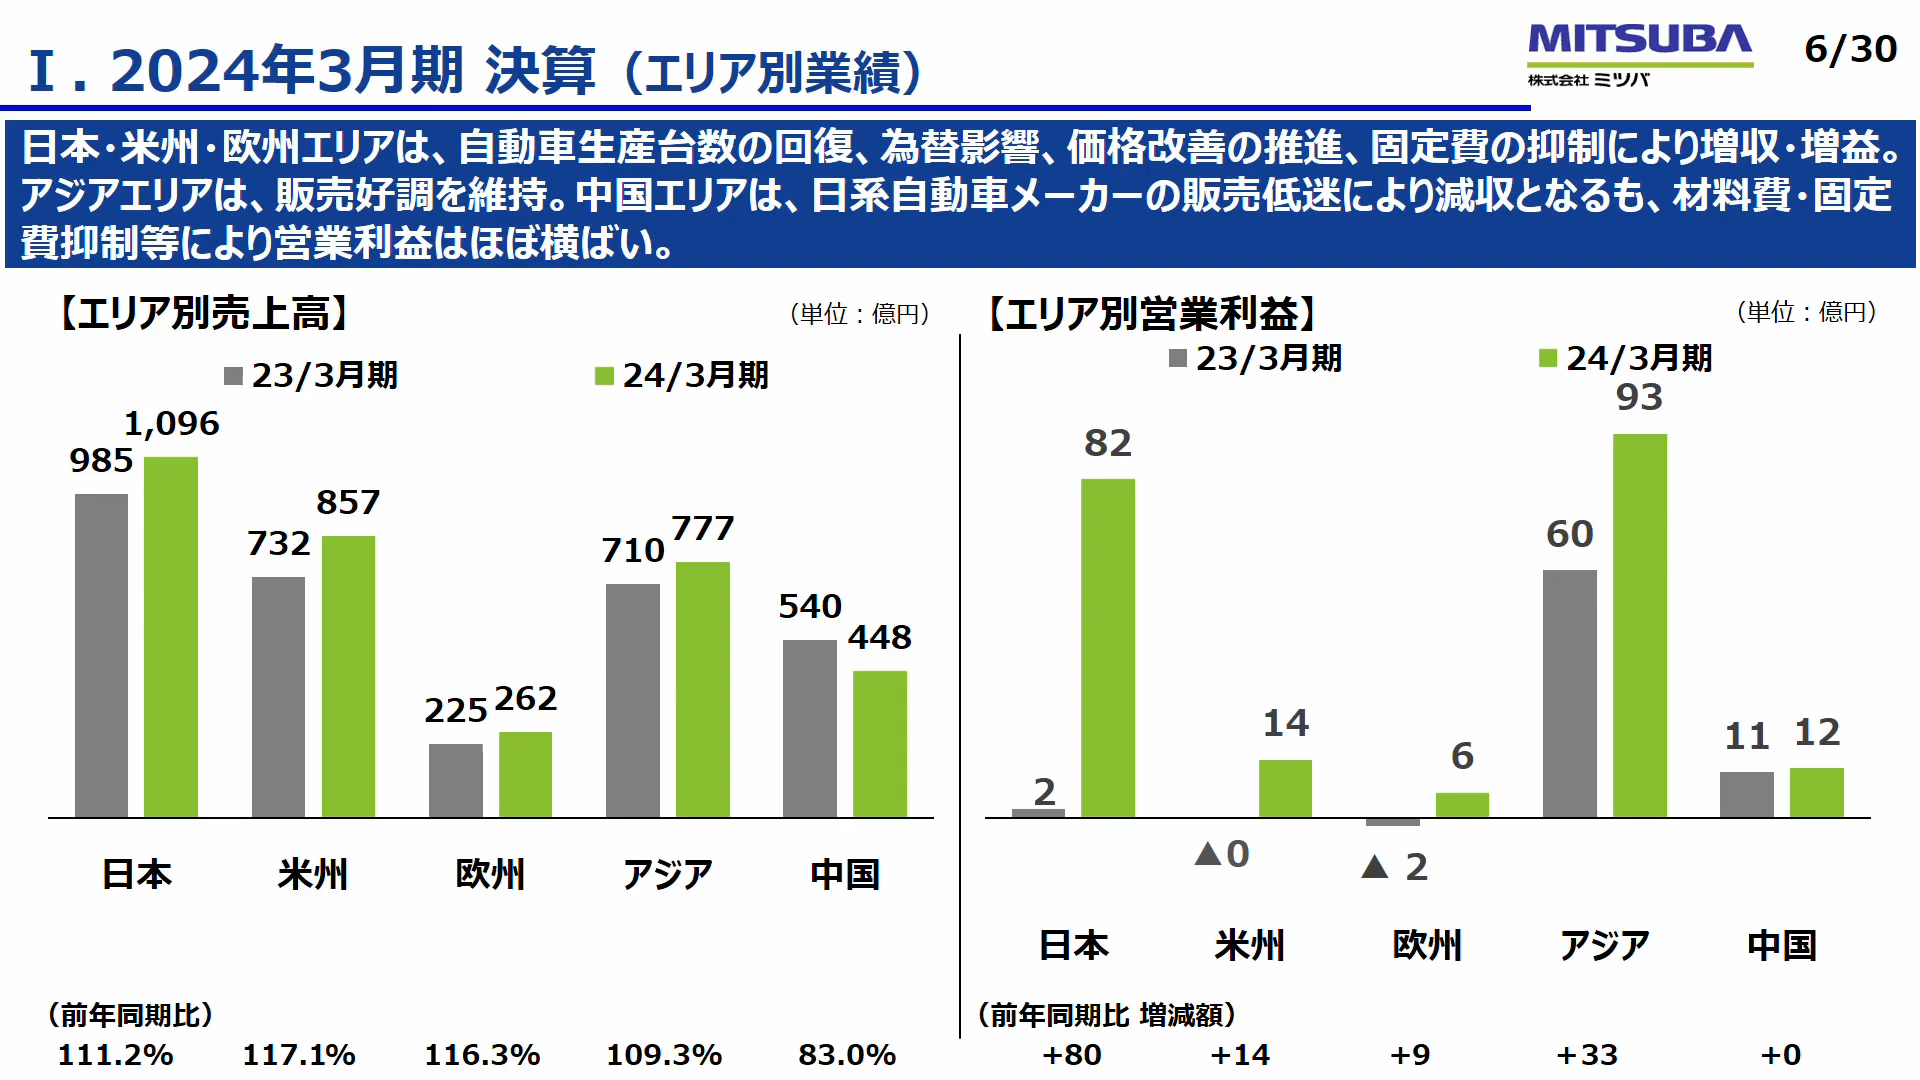 Ⅰ. 2024年3月期 決算（エリア別業績）
MITSUBA
株式会社 ミツバ
6/30
日本・米州・欧州エリアは、自動車生産台数の回復、為替影響、価格改善の推進、固定費の抑制により増収・増益。
アジアエリアは、販売好調を維持。中国エリアは、日系自動車メーカーの販売低迷により減収となるも、材料費・固定
費抑制等により営業利益はほぼ横ばい。
【エリア別売上高】
（単位：億円）
23/3月期 24/3月期
985 1,096
732 857
225 262
710 777
540 448
日本 米州 欧州 アジア 中国
（前年同期比）
111.2% 117.1% 116.3% 109.3% 83.0%
【エリア別営業利益】
（単位：億円）
23/3月期 24/3月期
2 82
▲0 14
▲ 2 6
60 93
11 12
日本 米州 欧州 アジア 中国
（前年同期比 増減額）
+80 +14 +9 +33 +0